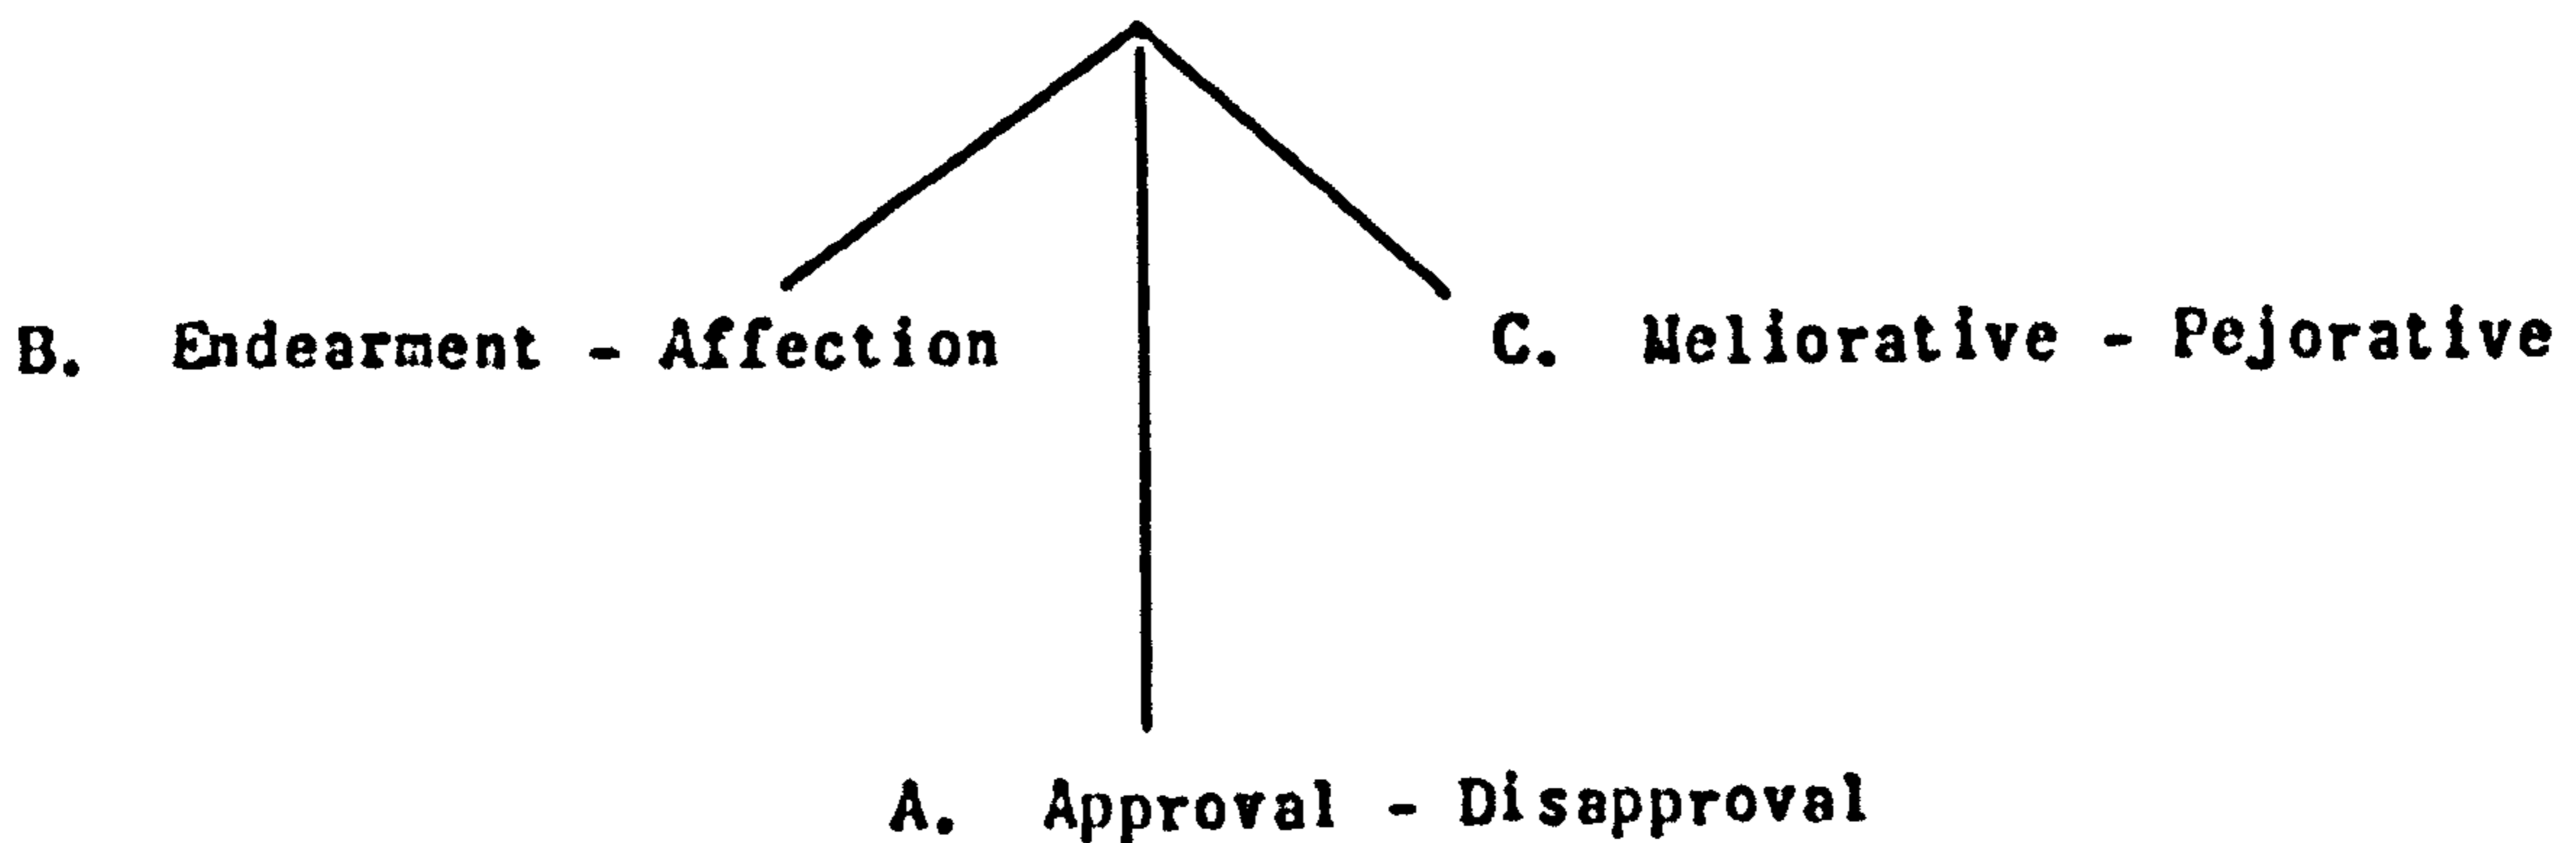 B. Endearment - Affection
C. Meliorative - Pejorative
A. Approval - Disapproval